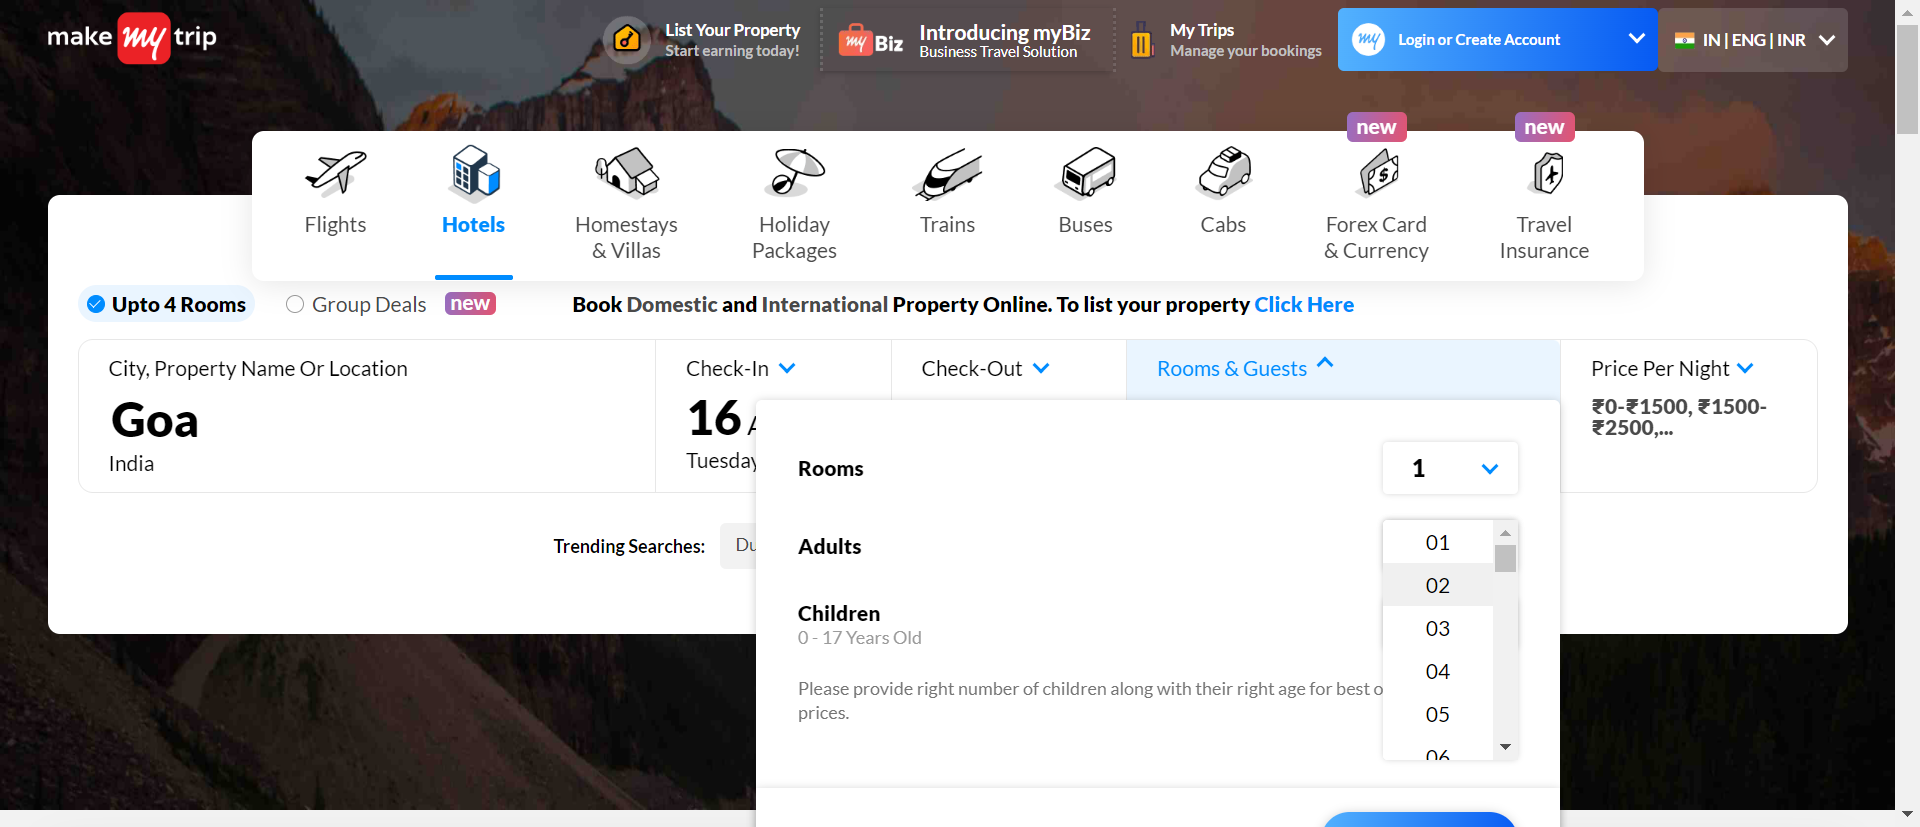 make my trip
List Your Property
Start earning today!
my Biz
Introducing myBiz
Business Travel Solution
My Trips
Manage your bookings
my
Login or Create Account
IN | ENG | INR
new
new
Flights
Hotels
Homestays
& Villas
Holiday
Packages
Trains
Buses
Cabs
Forex Card
& Currency
Travel
Insurance
Upto 4 Rooms
Group Deals
new
Book Domestic and International Property Online. To list your property Click Here
City, Property Name Or Location
Goa
India
Check-In
16
Tuesday
Check-Out
Rooms & Guests
Price Per Night
₹0-₹1500, ₹1500-
₹2500,...
Trending Searches:
Rooms
1
Adults
01
02
03
04
05
06
Children
0 - 17 Years Old
Please provide right number of children along with their right age for best
prices.